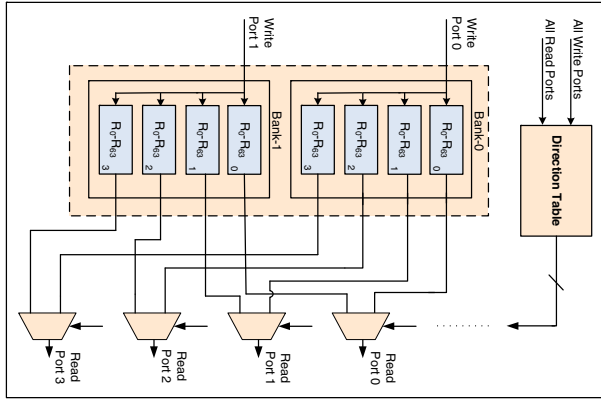 All Write Ports
All Read Ports
Direction Table
Write
Port 0
Bank-0
R0-R63
0
R0-R63
1
R0-R63
2
R0-R63
3
Write
Port 1
Bank-1
R0-R63
0
R0-R63
1
R0-R63
2
R0-R63
3
Read
Port 0
Read
Port 1
Read
Port 2
Read
Port 3